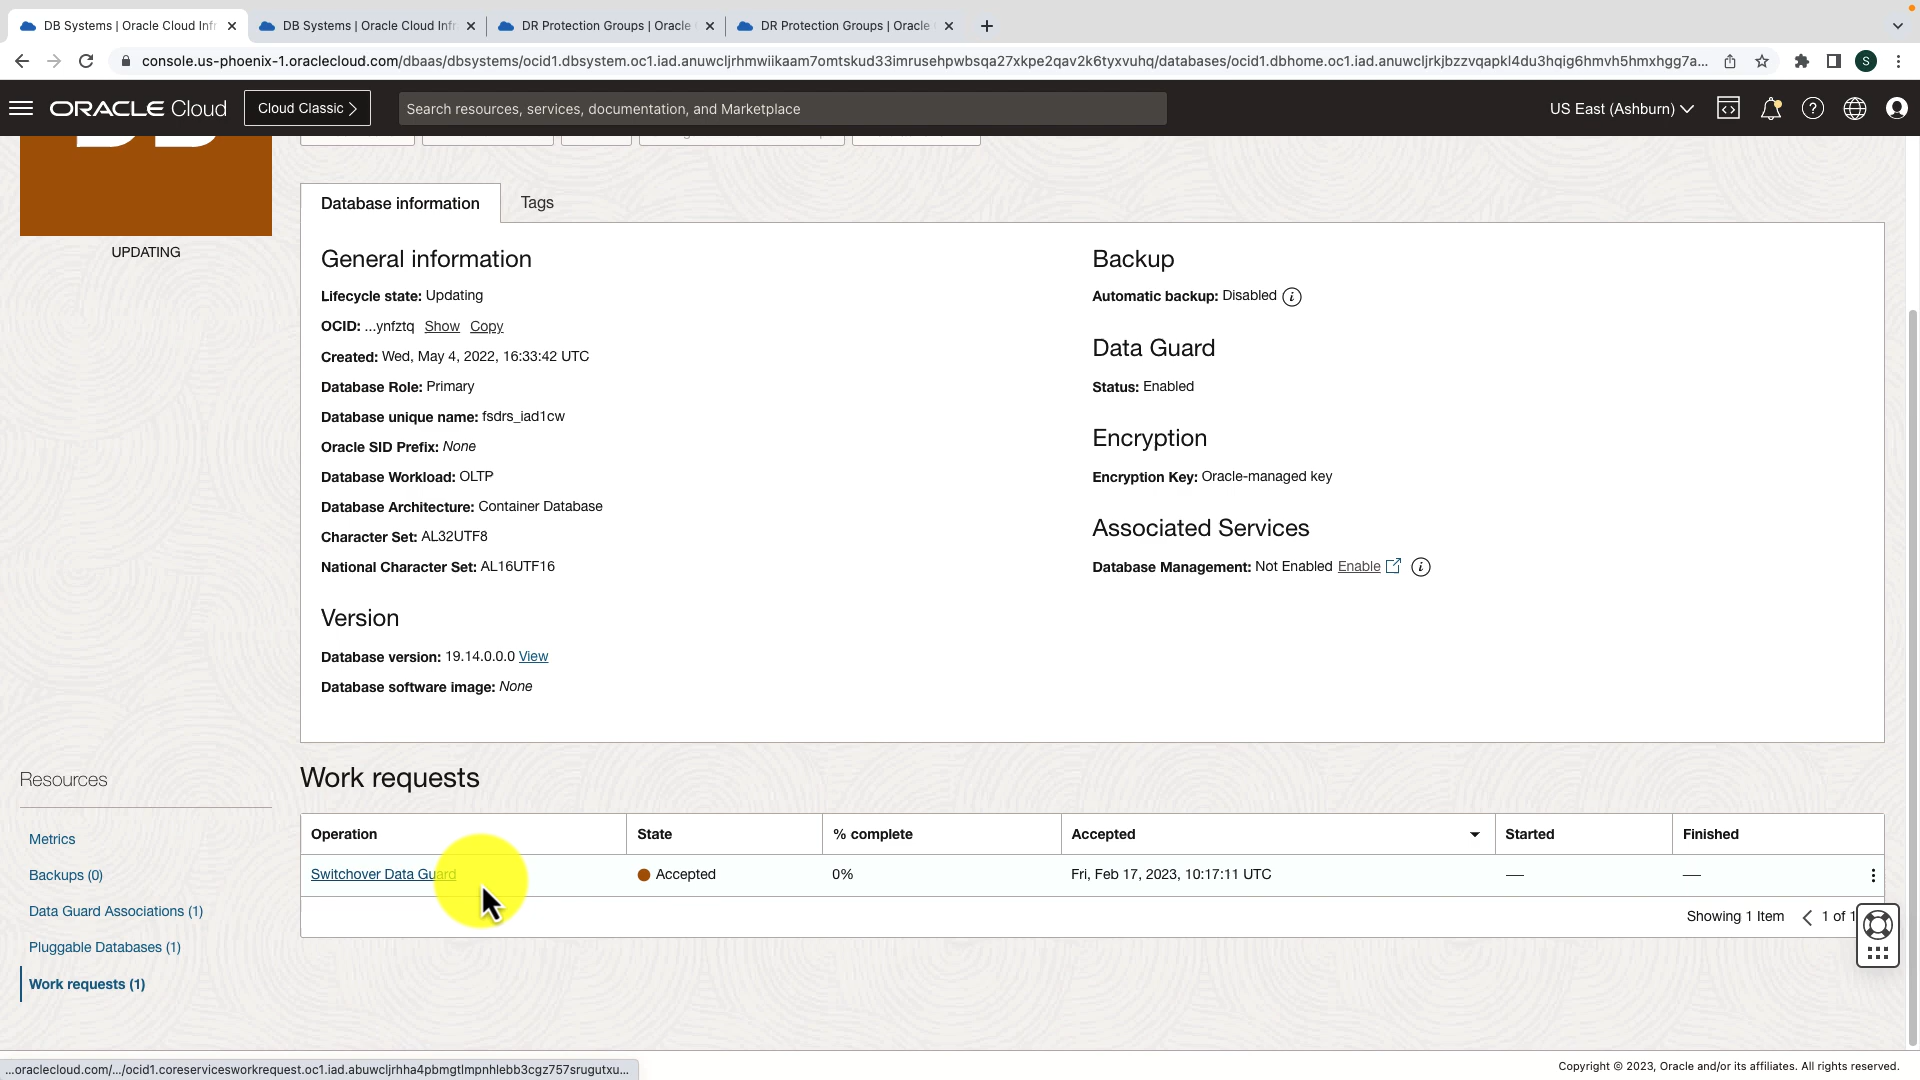 DB Systems | Oracle Cloud Infr
DB Systems | Oracle Cloud Infr
DR Protection Groups | Oracle
DR Protection Groups | Oracle
console.us-phoenix-1.oraclecloud.com/dbaas/dbsystems/ocid1.dbsystem.oc1.iad.anuwcljrhmwiikaam7omtskud33imrusehpwbsqa27xkpe2qav2k6tyxvuhq/databases/ocid1.dbhome.oc1.iad.anuwcljrkjbzzvqapkl4du3hqig6hmvh5hmxhgg7a...
S
ORACLE Cloud
Cloud Classic
Search resources, services, documentation, and Marketplace
US East (Ashburn)
UPDATING
Database information
Tags
General information
Lifecycle state: Updating
OCID: ...ynfztq Show Copy
Created: Wed, May 4, 2022, 16:33:42 UTC
Database Role: Primary
Database unique name: fsdrs_iad1cw
Oracle SID Prefix: None
Database Workload: OLTP
Database Architecture: Container Database
Character Set: AL32UTF8
National Character Set: AL16UTF16
Version
Database version: 19.14.0.0.0 View
Database software image: None
Backup
Automatic backup: Disabled
Data Guard
Status: Enabled
Encryption
Encryption Key: Oracle-managed key
Associated Services
Database Management: Not Enabled Enable
Resources
Metrics
Backups (0)
Data Guard Associations (1)
Pluggable Databases (1)
Work requests (1)
Work requests
Operation State % complete Accepted Started Finished
Switchover Data Guard Accepted 0% Fri, Feb 17, 2023, 10:17:11 UTC — —
Showing 1 Item 1 of 1
...oraclecloud.com/.../ocid1.coreservicesworkrequest.oc1.iad.abuwcljrhha4pbmgtlmpnhlebb3cgz757srugutxu...
Copyright © 2023, Oracle and/or its affiliates. All rights reserved.